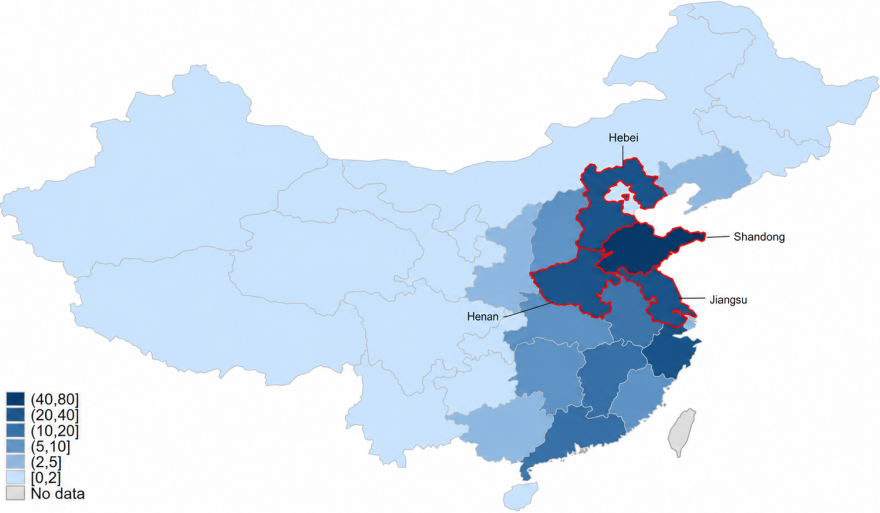 Hebei
Shandong
Jiangsu
Henan
(40,80]
(20,40]
(10,20]
(5,10]
(2,5]
[0,2]
No data